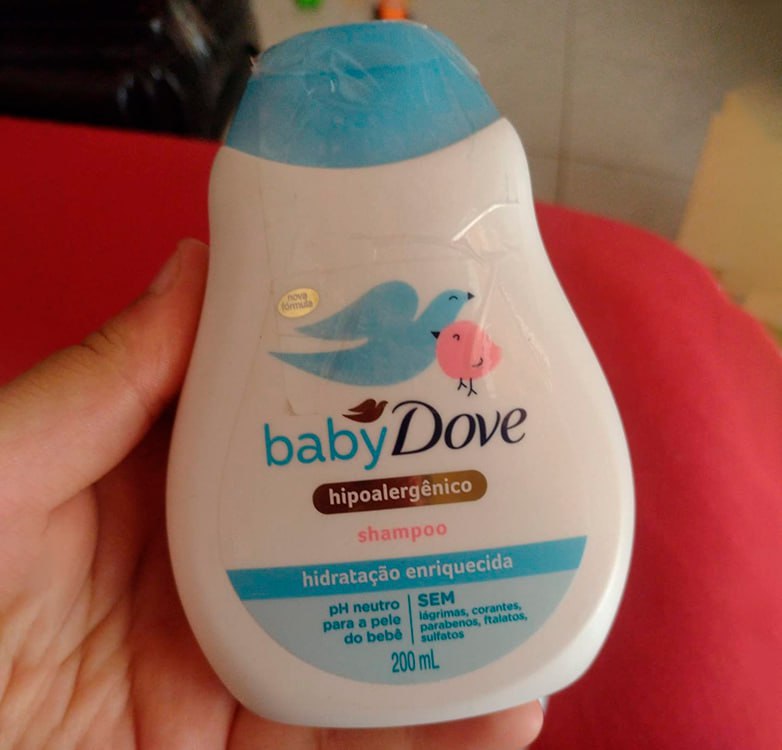 nova
fórmula
baby Dove
hipoalergênico
shampoo
hidratação enriquecida
pH neutro
para a pele
do bebê
SEM
lágrimas, corantes,
parabenos, ftalatos,
sulfatos
200 mL